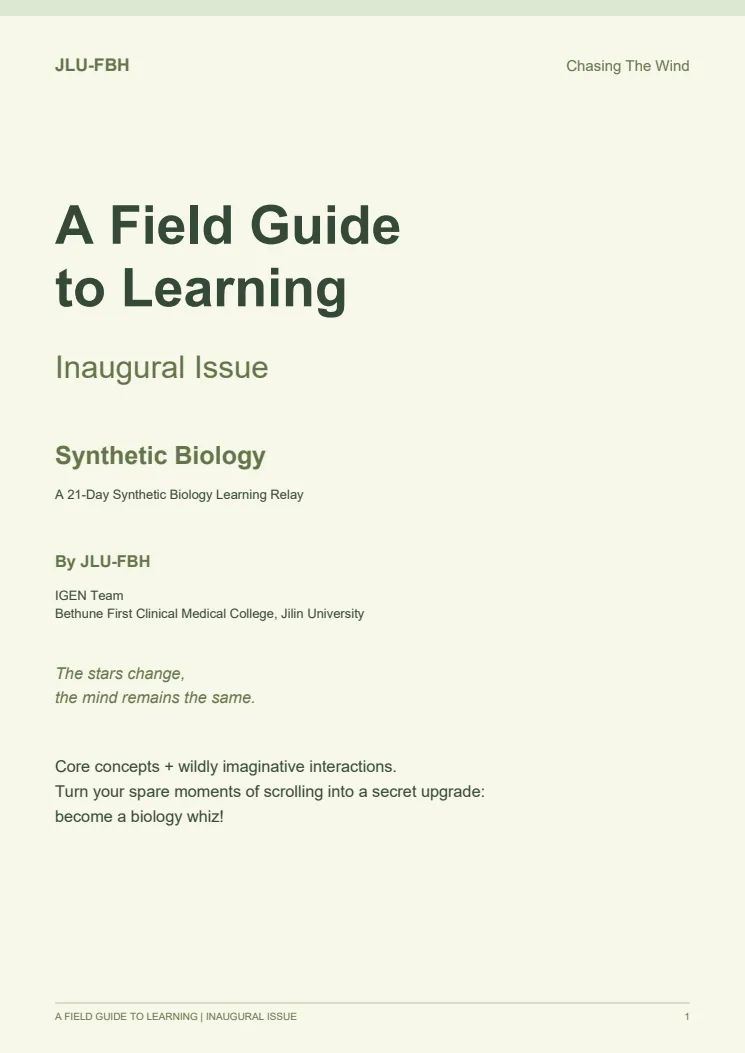 JLU-FBH
Chasing The Wind
A Field Guide
to Learning
Inaugural Issue
Synthetic Biology
A 21-Day Synthetic Biology Learning Relay
By JLU-FBH
IGEN Team
Bethune First Clinical Medical College, Jilin University
The stars change,
the mind remains the same.
Core concepts + wildly imaginative interactions.
Turn your spare moments of scrolling into a secret upgrade:
become a biology whiz!
A FIELD GUIDE TO LEARNING | INAUGURAL ISSUE
1